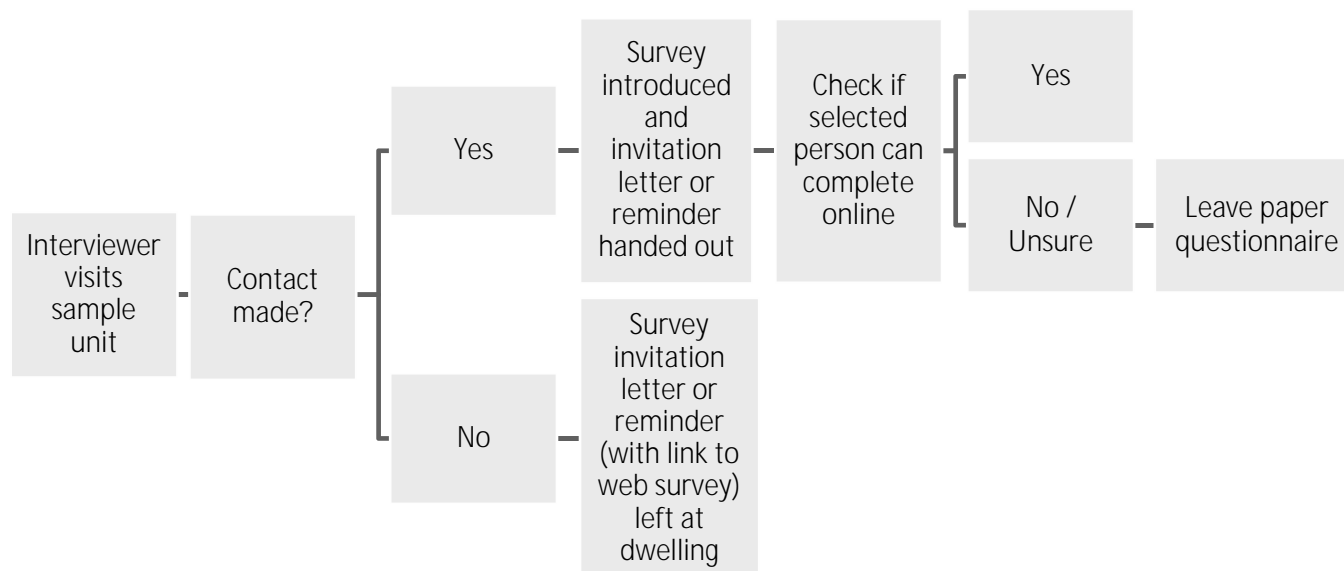 Interviewer
visits
sample
unit
Contact
made?
Yes
Survey
introduced
and
invitation
letter or
reminder
handed out
Check if
selected
person can
complete
online
Yes
No /
Unsure
Leave paper
questionnaire
No
Survey
invitation
letter or
reminder
(with link to
web survey)
left at
dwelling